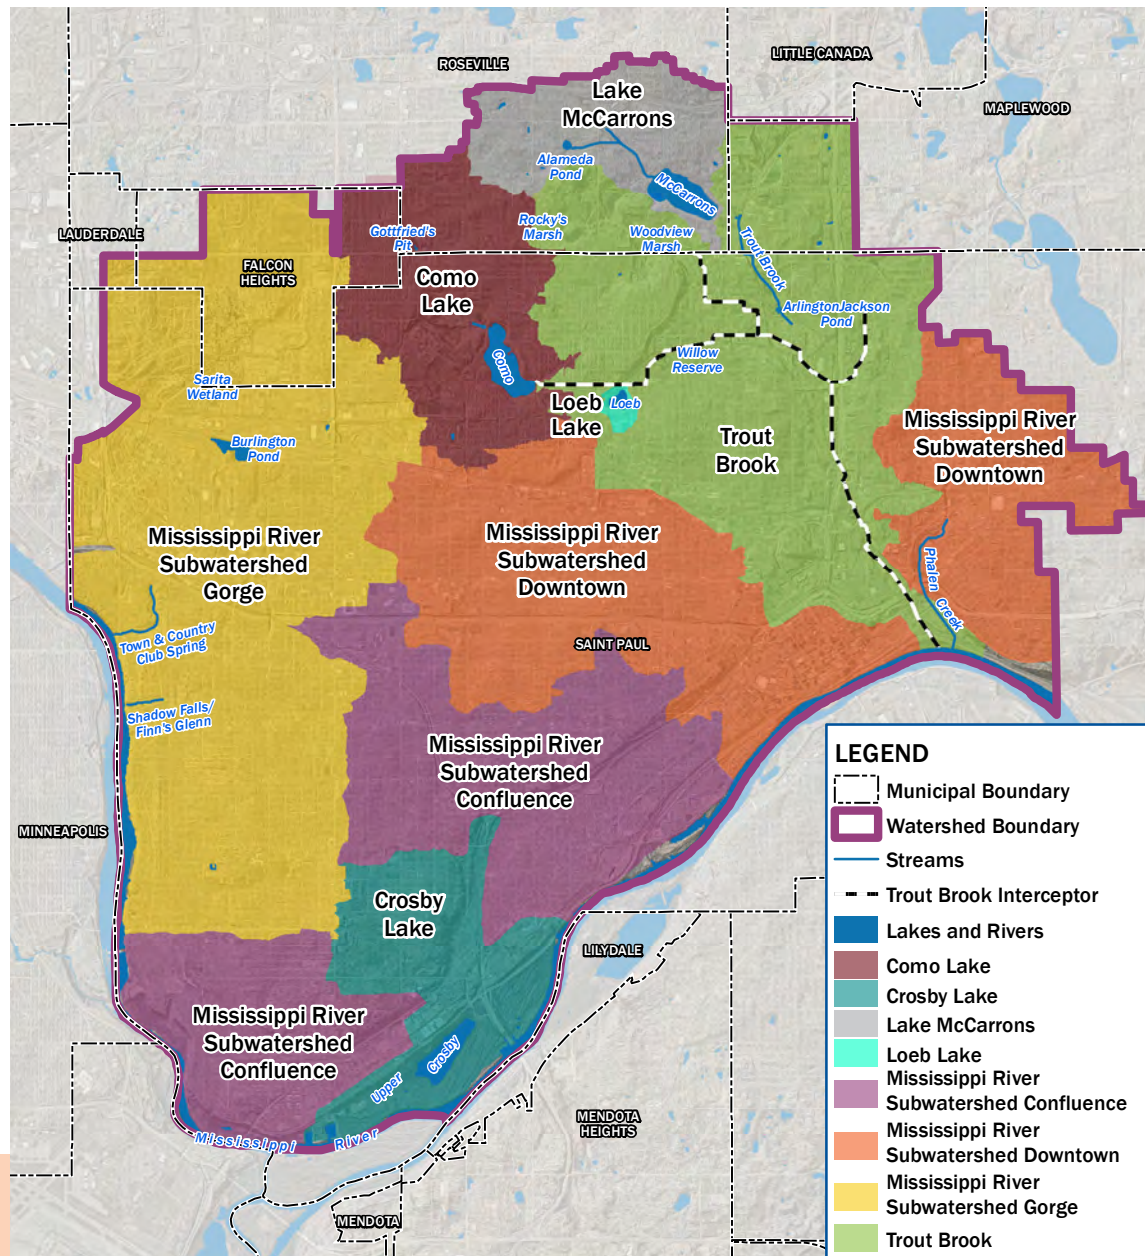 ROSEVILLE
LITTLE CANADA
MAPLEWOOD
Lake
McCarrons
Alameda
Pond
McCarrons
LAUDERDALE
Gottfried's
Pit
Rocky's
Marsh
Woodview
Marsh
Trout Brook
FALCON
HEIGHTS
Como
Lake
ArlingtonJackson
Pond
Como
Willow
Reserve
Sarita
Wetland
Loeb
Lake
Loeb
Trout
Brook
Mississippi River
Subwatershed
Downtown
Burlington
Pond
Mississippi River
Subwatershed
Gorge
Mississippi River
Subwatershed
Downtown
Phalen Creek
Town & Country
Club Spring
SAINT PAUL
Shadow Falls/
Finn's Glenn
Mississippi River
Subwatershed
Confluence
MINNEAPOLIS
Crosby
Lake
LILYDALE
Mississippi River
Subwatershed
Confluence
Upper
Crosby
Mississippi River
MENDOTA
HEIGHTS
MENDOTA
LEGEND
Municipal Boundary
Watershed Boundary
Streams
Trout Brook Interceptor
Lakes and Rivers
Como Lake
Crosby Lake
Lake McCarrons
Loeb Lake
Mississippi River
Subwatershed Confluence
Mississippi River
Subwatershed Downtown
Mississippi River
Subwatershed Gorge
Trout Brook